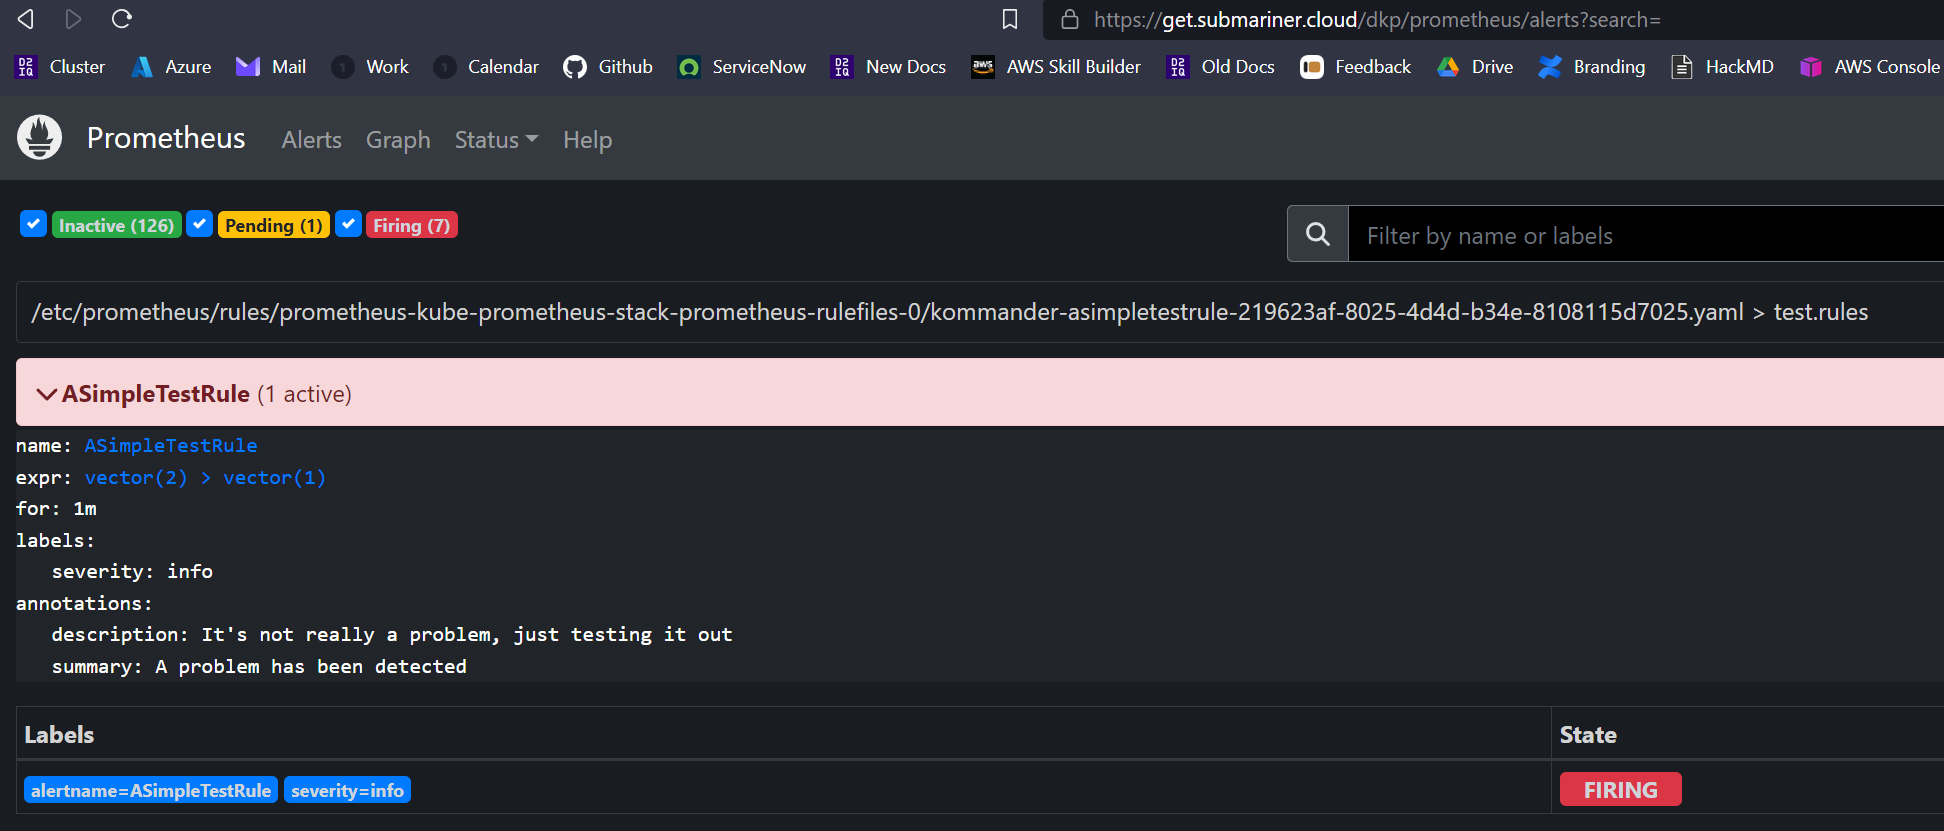 https://get.submariner.cloud/dkp/prometheus/alerts?search=
Cluster Azure Mail Work Calendar Github ServiceNow New Docs AWS Skill Builder Old Docs Feedback Drive Branding HackMD AWS Console
Prometheus Alerts Graph Status Help
Inactive (126) Pending (1) Firing (7) Filter by name or labels
/etc/prometheus/rules/prometheus-kube-prometheus-stack-prometheus-rulefiles-0/kommander-asimpletestrule-219623af-8025-4d4d-b34e-8108115d7025.yaml > test.rules
ASimpleTestRule (1 active)
name: ASimpleTestRule
expr: vector(2) > vector(1)
for: 1m
labels:
severity: info
annotations:
description: It's not really a problem, just testing it out
summary: A problem has been detected
Labels State
alertname=ASimpleTestRule severity=info FIRING